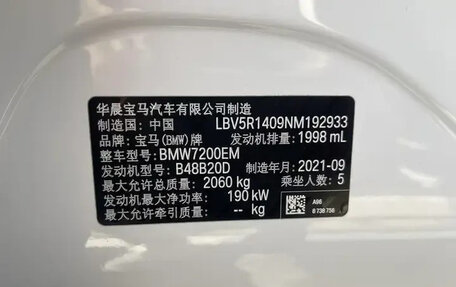 华晨宝马汽车有限公司制造
制造国: 中国 LBV5R1409NM192933
品牌: 宝马(BMW)牌 发动机排量: 1998 mL
整车型号: BMW7200EM 制造年月: 2021-09
发动机型号: B48B20D 乘坐人数: 5
最大允许总质量: 2060 kg
发动机最大净功率: 190 kW
最大允许牵引质量: -- kg
A96
8 738 756